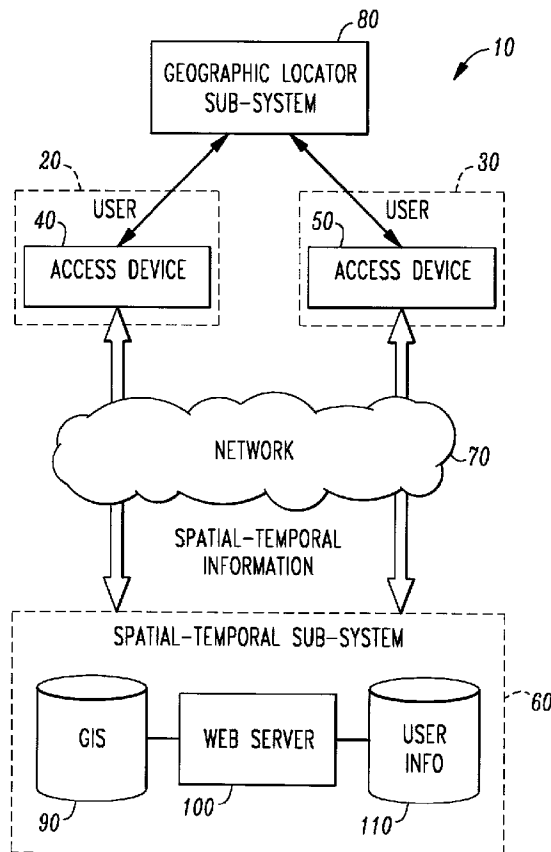 80
10
GEOGRAPHIC LOCATOR
SUB-SYSTEM
20
30
USER
USER
40
50
ACCESS DEVICE
ACCESS DEVICE
NETWORK
70
SPATIAL-TEMPORAL
INFORMATION
SPATIAL-TEMPORAL SUB-SYSTEM
60
GIS
WEB SERVER
USER
INFO
90
100
110